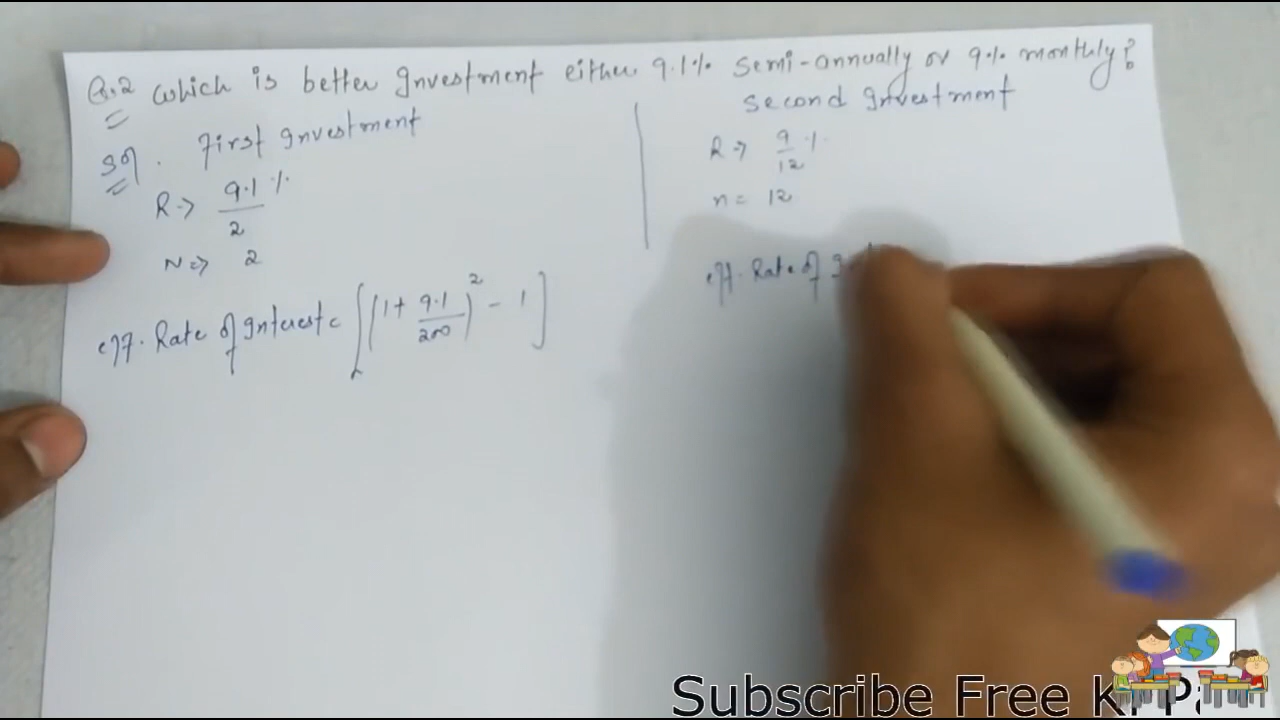 Q.2 Which is better Investment either 9.1% Semi-annually or 9% monthly?
Sol. First Investment
R → 9.1/2 %
N ⇒ 2
eff. Rate of Interest = [(1 + 9.1/200)² - 1]
Second Investment
R → 9/12 %
n = 12
eff. Rate of
Subscribe Free